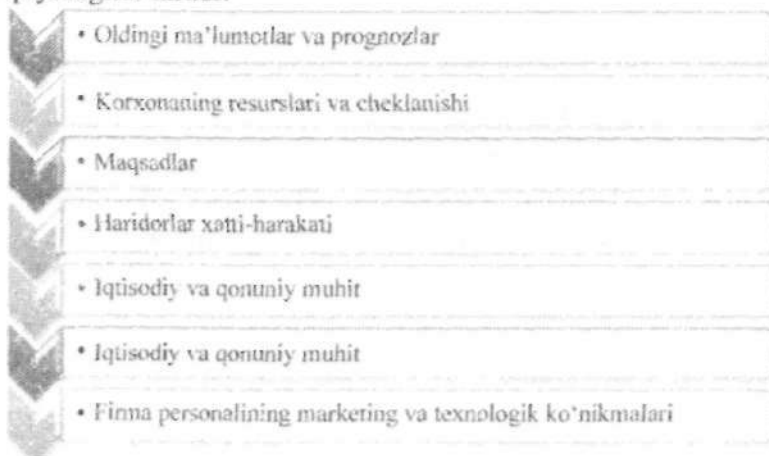 • Oldingi ma'lumotlar va prognozlar
• Korxonaning resurslari va cheklanishi
• Maqsadlar
• Haridorlar xatti-harakati
• Iqtisodiy va qonuniy muhit
• Iqtisodiy va qonuniy muhit
• Firma personalining marketing va texnologik ko'nikmalari